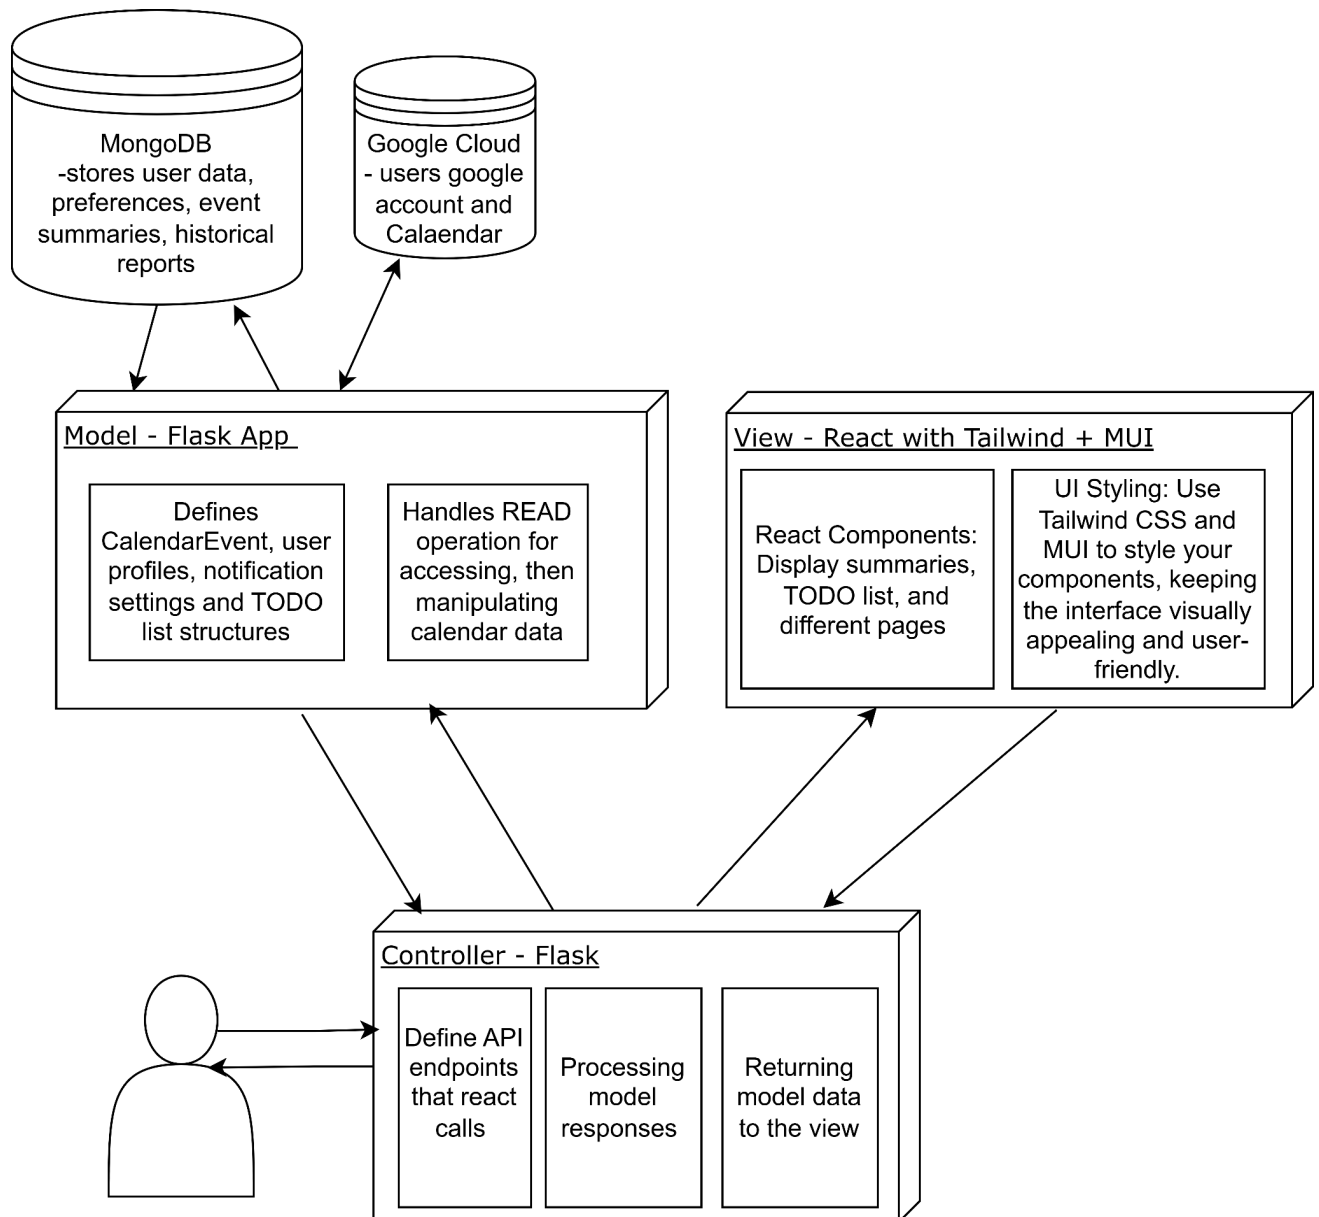 MongoDB
-stores user data,
preferences, event
summaries, historical
reports
Google Cloud
- users google
account and
Calaendar
Model - Flask App
Defines
CalendarEvent, user
profiles, notification
settings and TODO
list structures
Handles READ
operation for
accessing, then
manipulating
calendar data
View - React with Tailwind + MUI
React Components:
Display summaries,
TODO list, and
different pages
UI Styling: Use
Tailwind CSS and
MUI to style your
components, keeping
the interface visually
appealing and user-
friendly.
Controller - Flask
Define API
endpoints
that react
calls
Processing
model
responses
Returning
model data
to the view